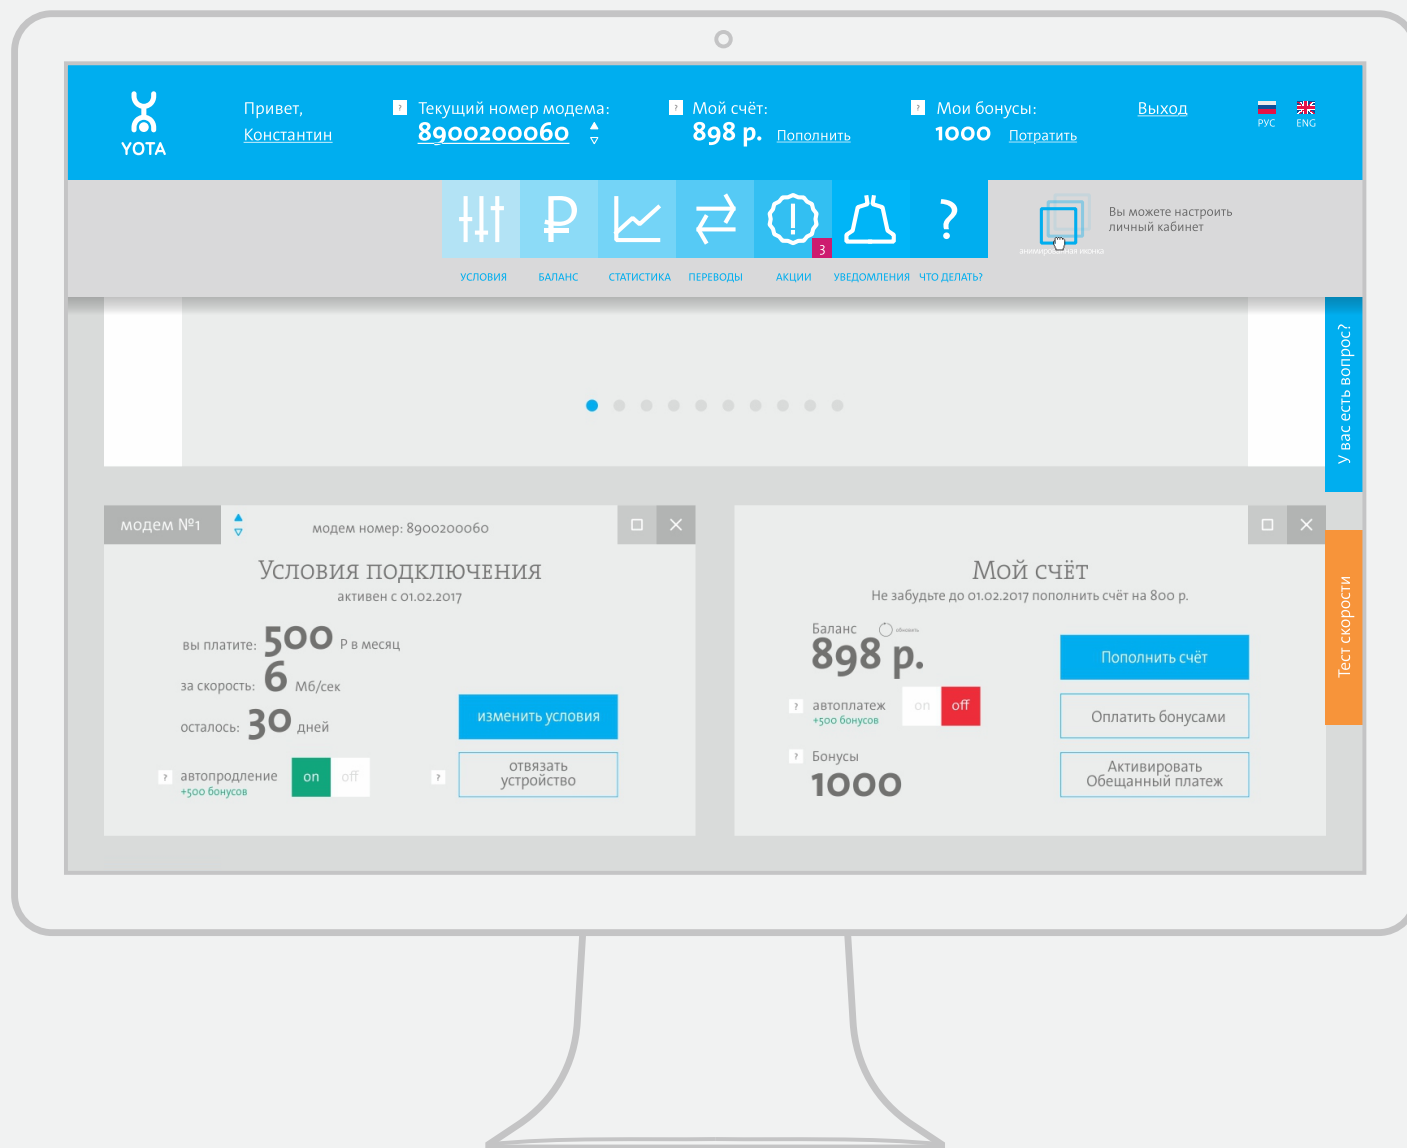 YOTA
Привет,
Константин
? Текущий номер модема:
8900200060
? Мой счёт:
898 р. Пополнить
? Мои бонусы:
1000 Потратить
Выход
РУС ENG
?
3
УСЛОВИЯ БАЛАНС СТАТИСТИКА ПЕРЕВОДЫ АКЦИИ УВЕДОМЛЕНИЯ ЧТО ДЕЛАТЬ?
анимированная иконка
Вы можете настроить
личный кабинет
У вас есть вопрос?
Тест скорости
модем №1
модем номер: 8900200060
Условия подключения
активен с 01.02.2017
вы платите: 500 Р в месяц
за скорость: 6 Мб/сек
осталось: 30 дней
? автопродление on off
+500 бонусов
изменить условия
? отвязать
устройство
Мой счёт
Не забудьте до 01.02.2017 пополнить счёт на 800 р.
Баланс обновить
898 р.
? автоплатеж on off
+500 бонусов
? Бонусы
1000
Пополнить счёт
Оплатить бонусами
Активировать
Обещанный платеж